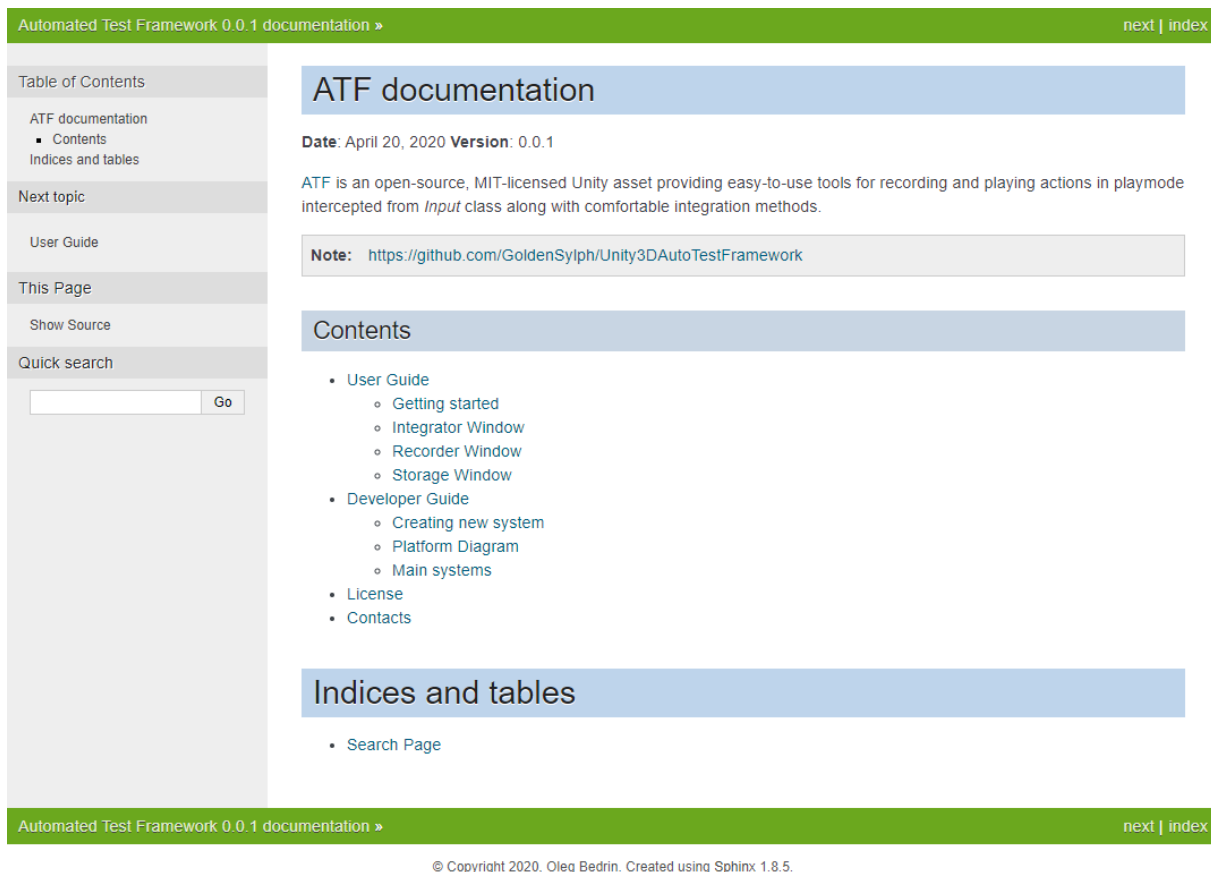 Automated Test Framework 0.0.1 documentation »
next | index
Table of Contents
ATF documentation
Contents
Indices and tables
Next topic
User Guide
This Page
Show Source
Quick search
Go
ATF documentation
Date: April 20, 2020 Version: 0.0.1
ATF is an open-source, MIT-licensed Unity asset providing easy-to-use tools for recording and playing actions in playmode
intercepted from Input class along with comfortable integration methods.
Note: https://github.com/GoldenSylph/Unity3DAutoTestFramework
Contents
User Guide
Getting started
Integrator Window
Recorder Window
Storage Window
Developer Guide
Creating new system
Platform Diagram
Main systems
License
Contacts
Indices and tables
Search Page
Automated Test Framework 0.0.1 documentation »
next | index
© Copyright 2020, Oleg Bedrin. Created using Sphinx 1.8.5.